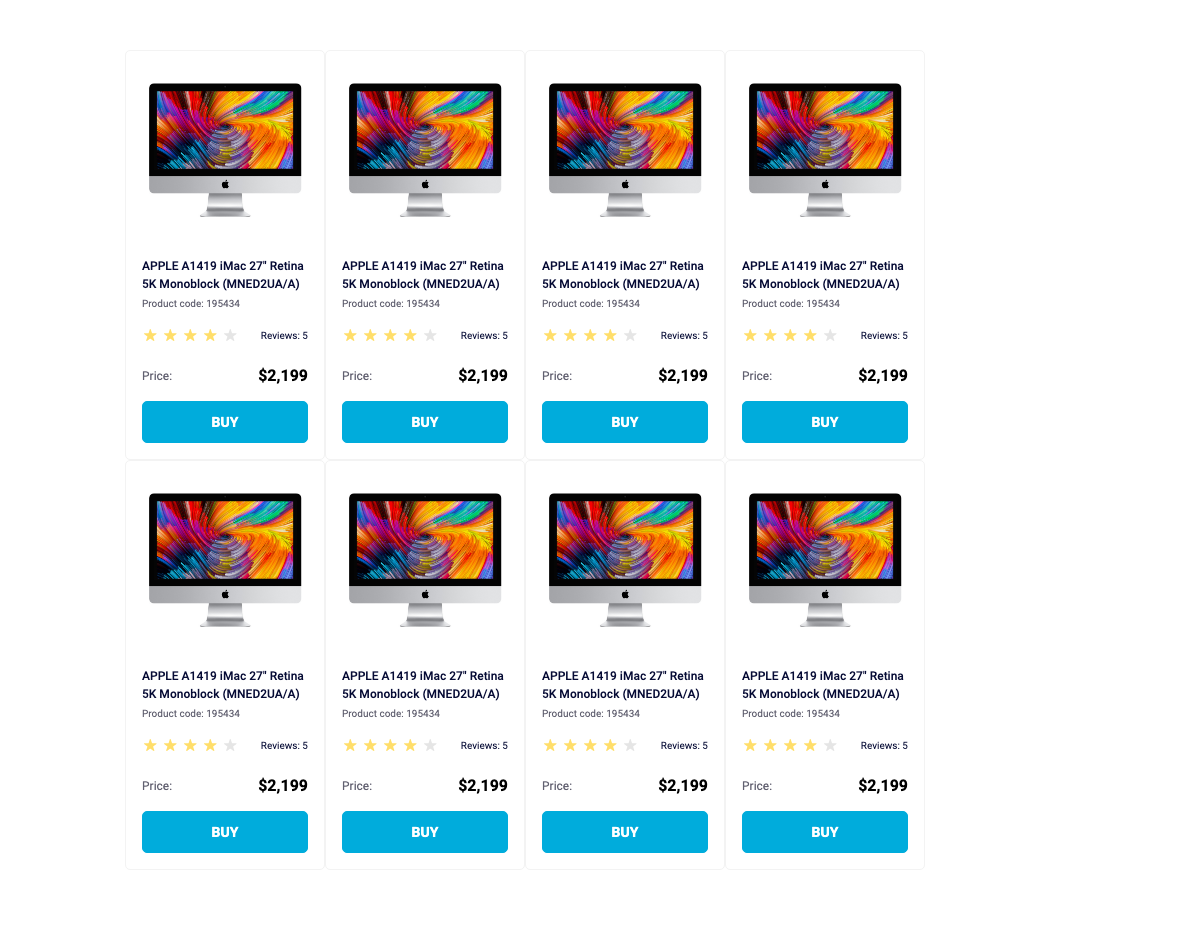 APPLE A1419 iMac 27" Retina
5K Monoblock (MNED2UA/A)
Product code: 195434
Reviews: 5
Price: $2,199
BUY
APPLE A1419 iMac 27" Retina
5K Monoblock (MNED2UA/A)
Product code: 195434
Reviews: 5
Price: $2,199
BUY
APPLE A1419 iMac 27" Retina
5K Monoblock (MNED2UA/A)
Product code: 195434
Reviews: 5
Price: $2,199
BUY
APPLE A1419 iMac 27" Retina
5K Monoblock (MNED2UA/A)
Product code: 195434
Reviews: 5
Price: $2,199
BUY
APPLE A1419 iMac 27" Retina
5K Monoblock (MNED2UA/A)
Product code: 195434
Reviews: 5
Price: $2,199
BUY
APPLE A1419 iMac 27" Retina
5K Monoblock (MNED2UA/A)
Product code: 195434
Reviews: 5
Price: $2,199
BUY
APPLE A1419 iMac 27" Retina
5K Monoblock (MNED2UA/A)
Product code: 195434
Reviews: 5
Price: $2,199
BUY
APPLE A1419 iMac 27" Retina
5K Monoblock (MNED2UA/A)
Product code: 195434
Reviews: 5
Price: $2,199
BUY